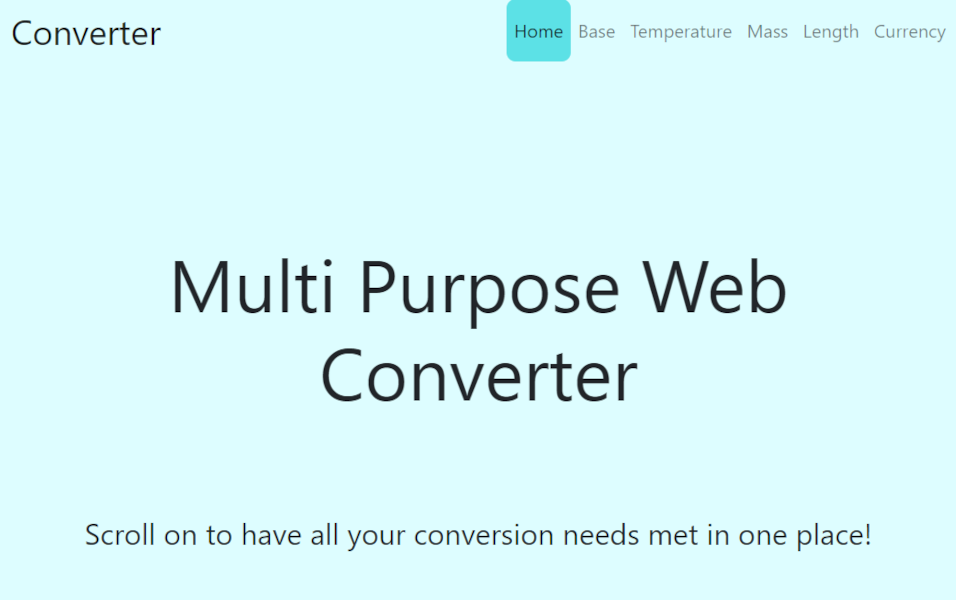 Converter
Home Base Temperature Mass Length Currency
Multi Purpose Web
Converter
Scroll on to have all your conversion needs met in one place!